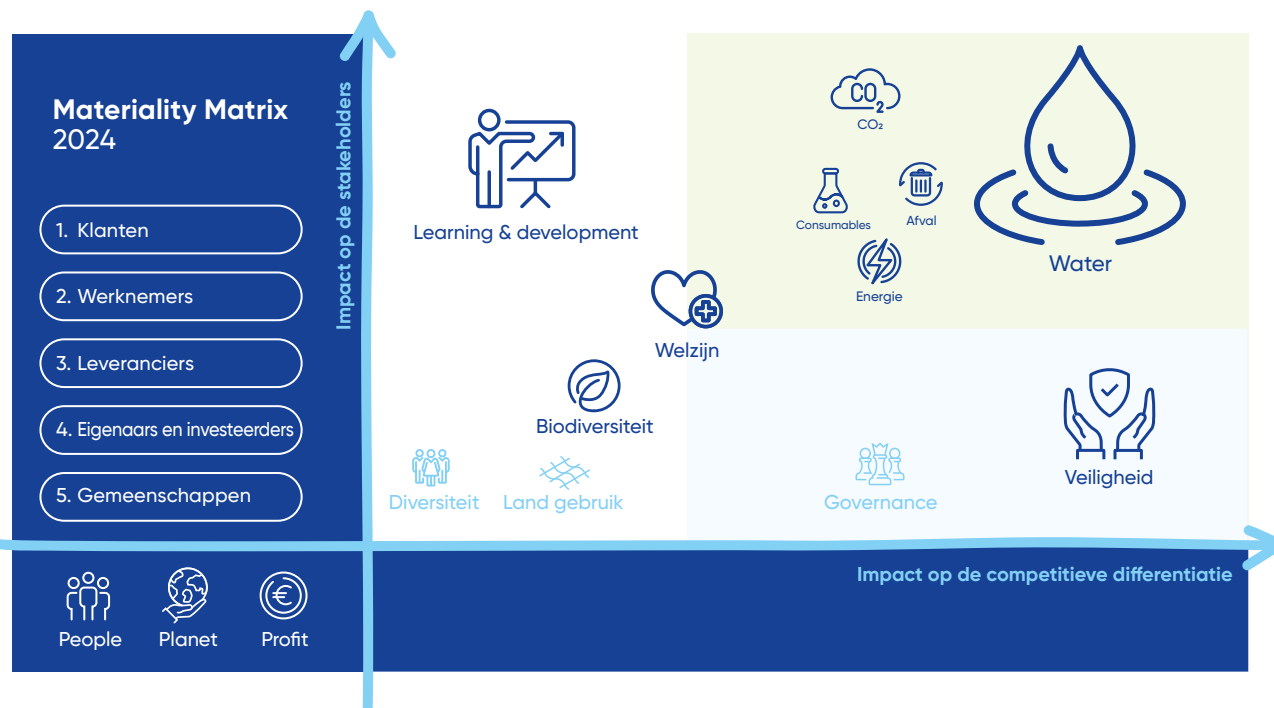 Materiality Matrix
2024
1. Klanten
2. Werknemers
3. Leveranciers
4. Eigenaars en investeerders
5. Gemeenschappen
People
Planet
Profit
Impact op de stakeholders
Learning & development
CO2
CO₂
Consumables
Afval
Energie
Water
Welzijn
Biodiversiteit
Diversiteit
Land gebruik
Governance
Veiligheid
Impact op de competitieve differentiatie